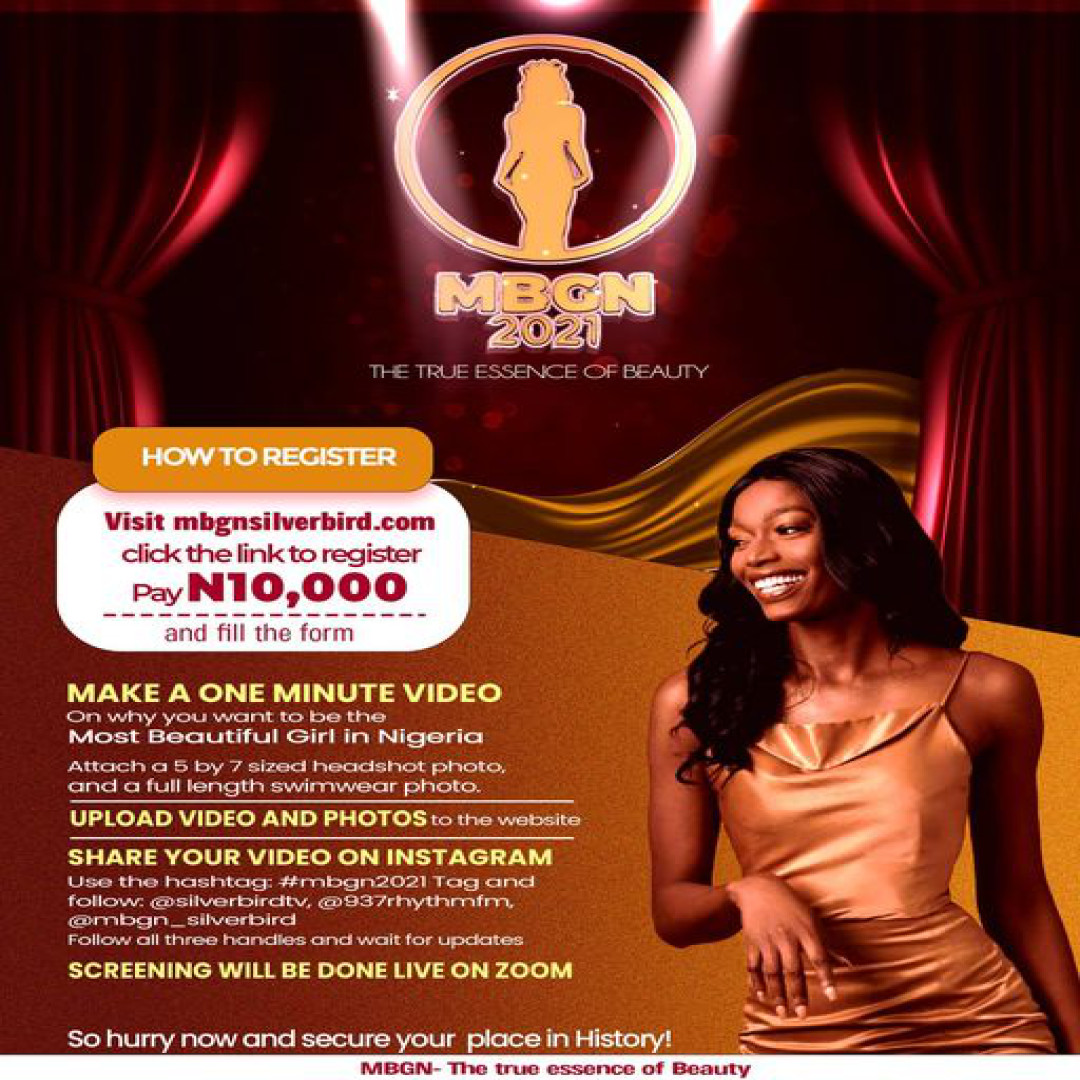 MBGN
2021
THE TRUE ESSENCE OF BEAUTY
HOW TO REGISTER
Visit mbgnsilverbird.com
click the link to register
Pay N10,000
and fill the form
MAKE A ONE MINUTE VIDEO
On why you want to be the
Most Beautiful Girl in Nigeria
Attach a 5 by 7 sized headshot photo,
and a full length swimwear photo.
UPLOAD VIDEO AND PHOTOS to the website
SHARE YOUR VIDEO ON INSTAGRAM
Use the hashtag: #mbgn2021 Tag and
follow: @silverbirdtv, @937rhythmfm,
@mbgn_silverbird
Follow all three handles and wait for updates
SCREENING WILL BE DONE LIVE ON ZOOM
So hurry now and secure your place in History!
MBGN- The true essence of Beauty